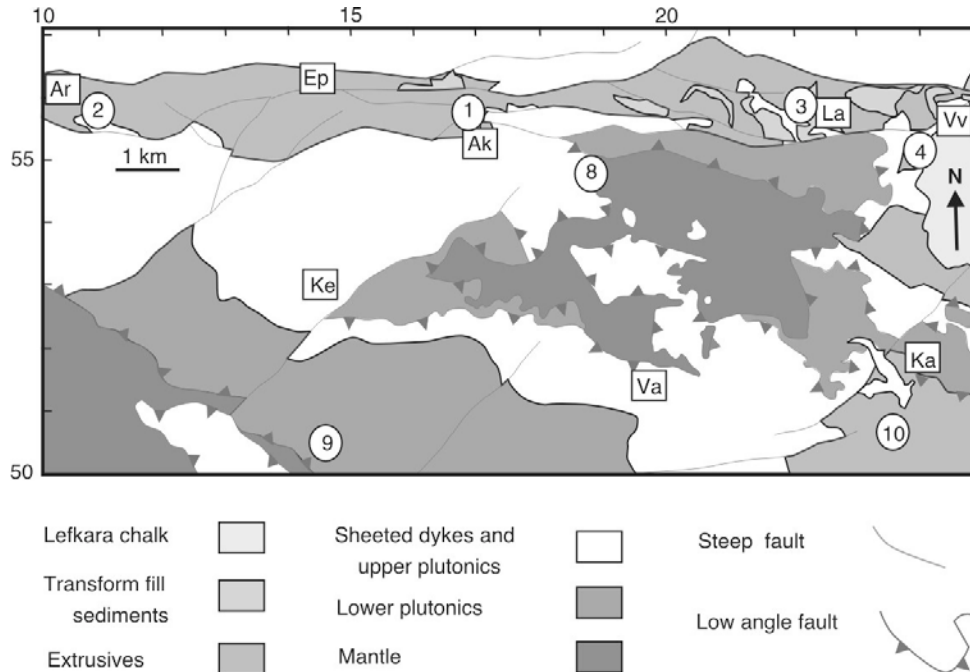 10 15 20
Ar Ep
2 1 3 La Vv
Ak 4
55 1 km 8 N
Ke
Ka
Va
9 10
50
Lefkara chalk
Transform fill
sediments
Extrusives
Sheeted dykes and
upper plutonics
Lower plutonics
Mantle
Steep fault
Low angle fault